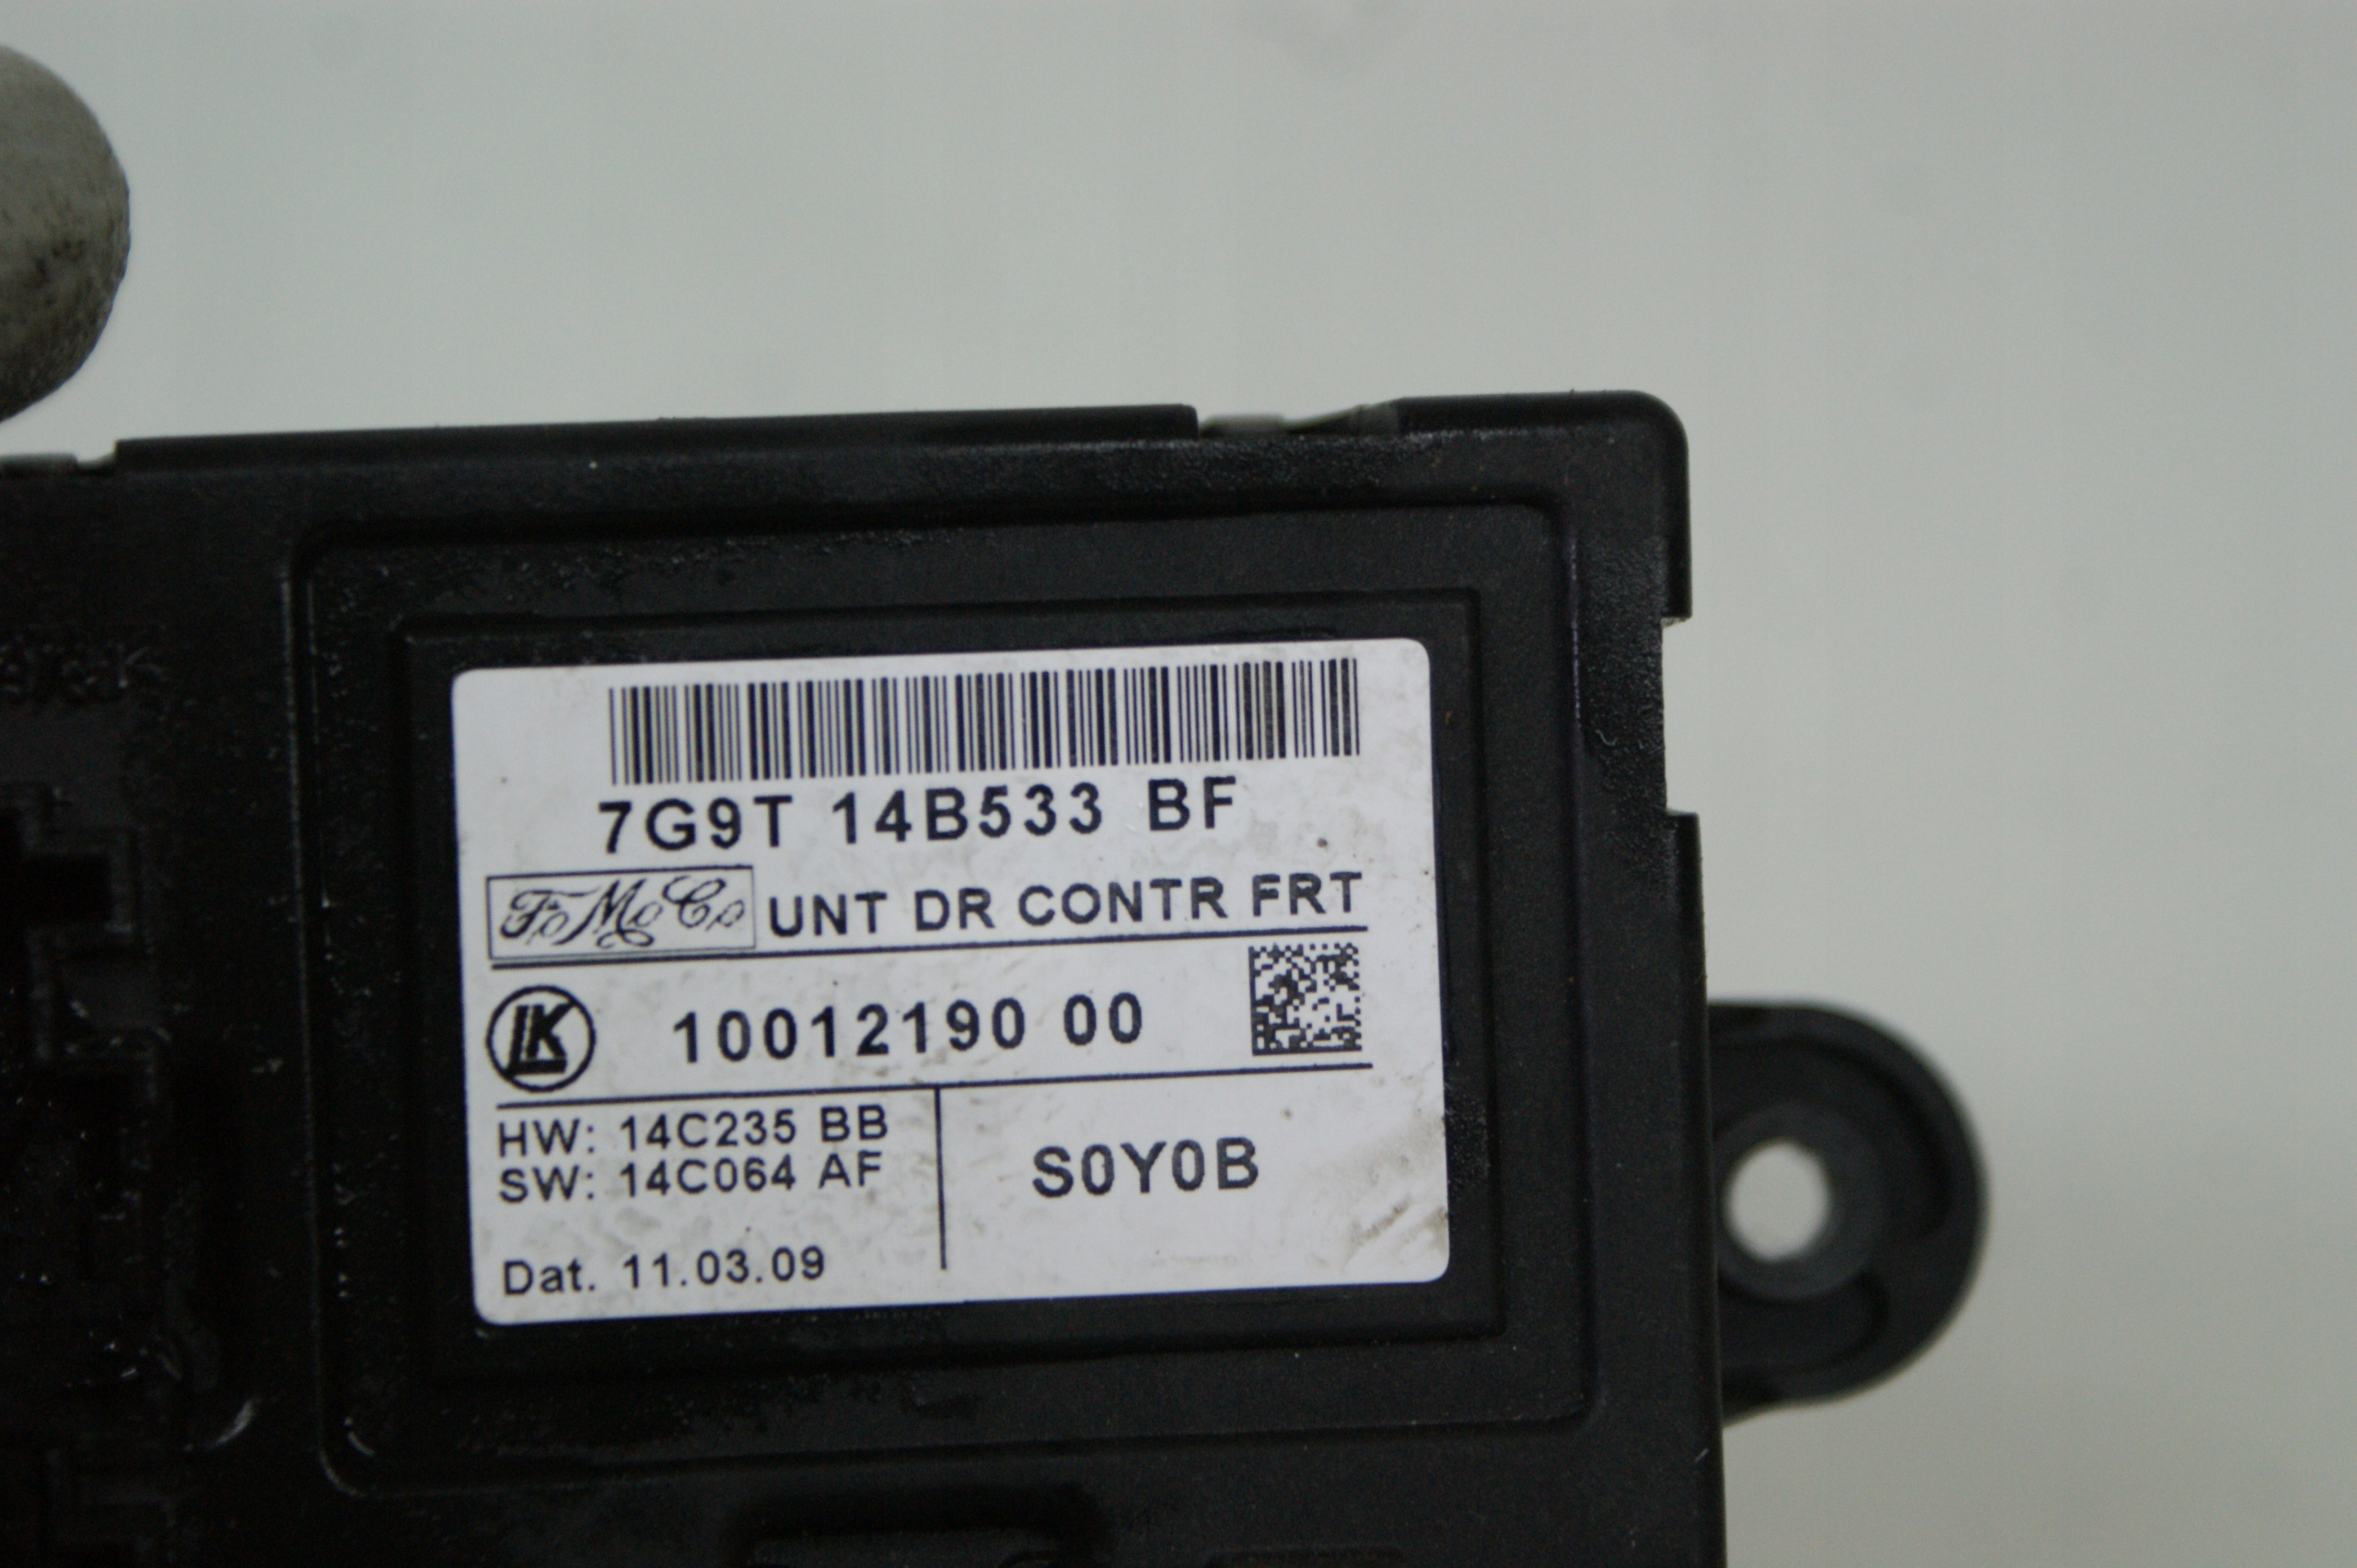 7G9T 14B533 BF
FoMoCo UNT DR CONTR FRT
LK 10012190 00
HW: 14C235 BB
SW: 14C064 AF
S0Y0B
Dat. 11.03.09